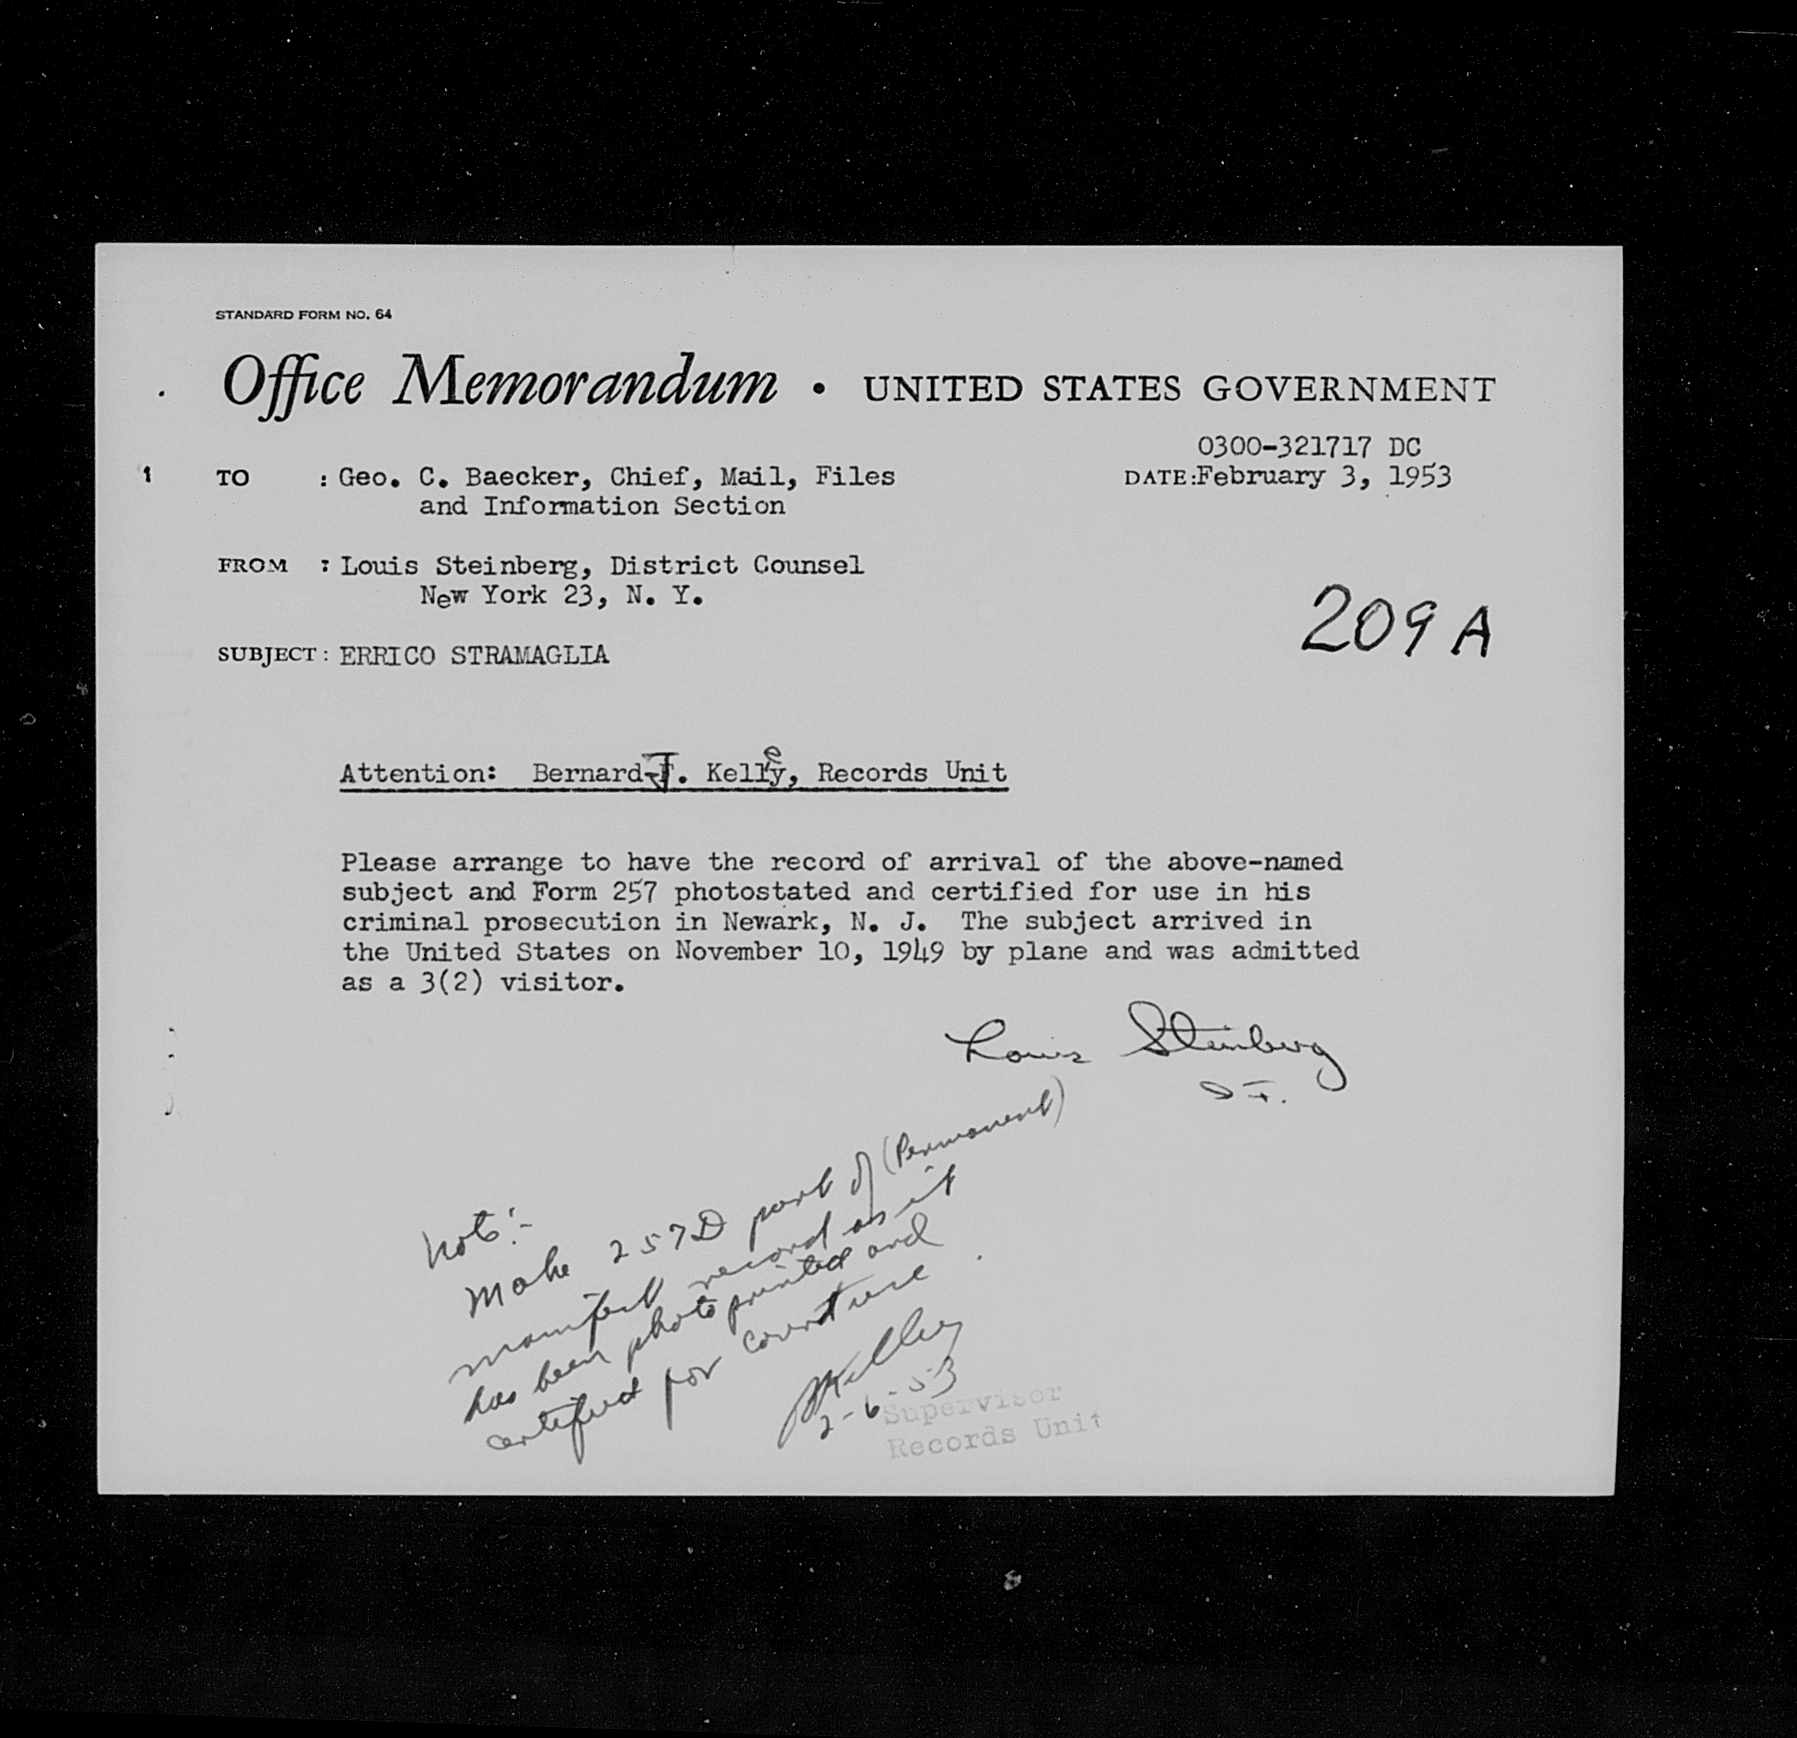 STANDARD FORM NO. 64
Office Memorandum • UNITED STATES GOVERNMENT
0300-321717 DC
TO : Geo. C. Baecker, Chief, Mail, Files
DATE: February 3, 1953
and Information Section
FROM : Louis Steinberg, District Counsel
New York 23, N. Y.
209A
SUBJECT: ERRICO STRAMAGLIA
Attention: Bernard J. Kelley, Records Unit
Please arrange to have the record of arrival of the above-named
subject and Form 257 photostated and certified for use in his
criminal prosecution in Newark, N. J. The subject arrived in
the United States on November 10, 1949 by plane and was admitted
as a 3(2) visitor.
Louis Steinberg
Note:-
Make 257D part of (Permanent)
manifest record as it
has been photo printed and
certified for court use.
Kelley
2-6-53
Supervisor
Records Unit